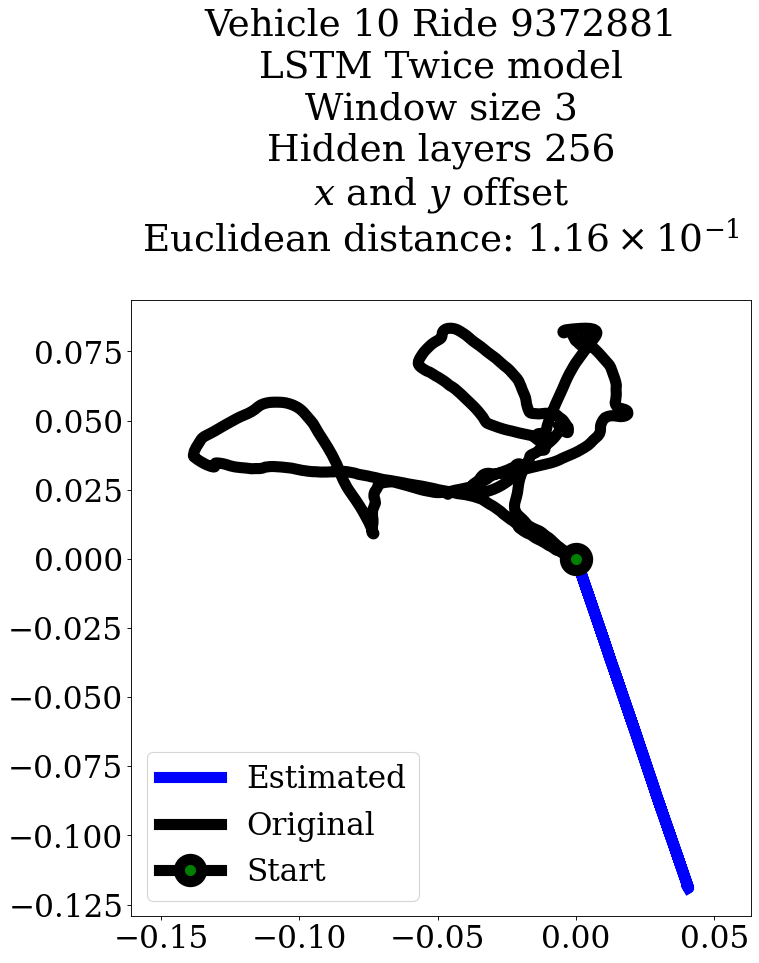 Vehicle 10 Ride 9372881
LSTM Twice model
Window size 3
Hidden layers 256
x and y offset
Euclidean distance: 1.16 × 10⁻¹
0.075
0.050
0.025
0.000
−0.025
−0.050
−0.075
−0.100
−0.125
Estimated
Original
Start
−0.15 −0.10 −0.05 0.00 0.05